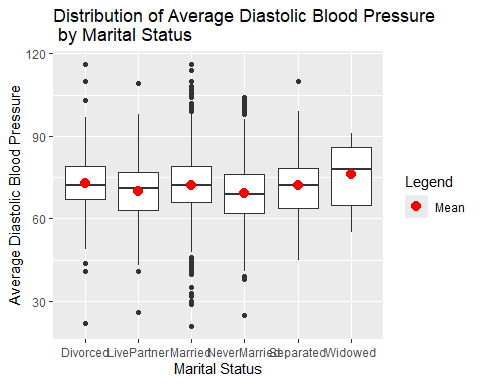 Distribution of Average Diastolic Blood Pressure
by Marital Status
Average Diastolic Blood Pressure
120
90
60
30
Divorced LivePartner Married NeverMarried Separated Widowed
Marital Status
Legend
Mean